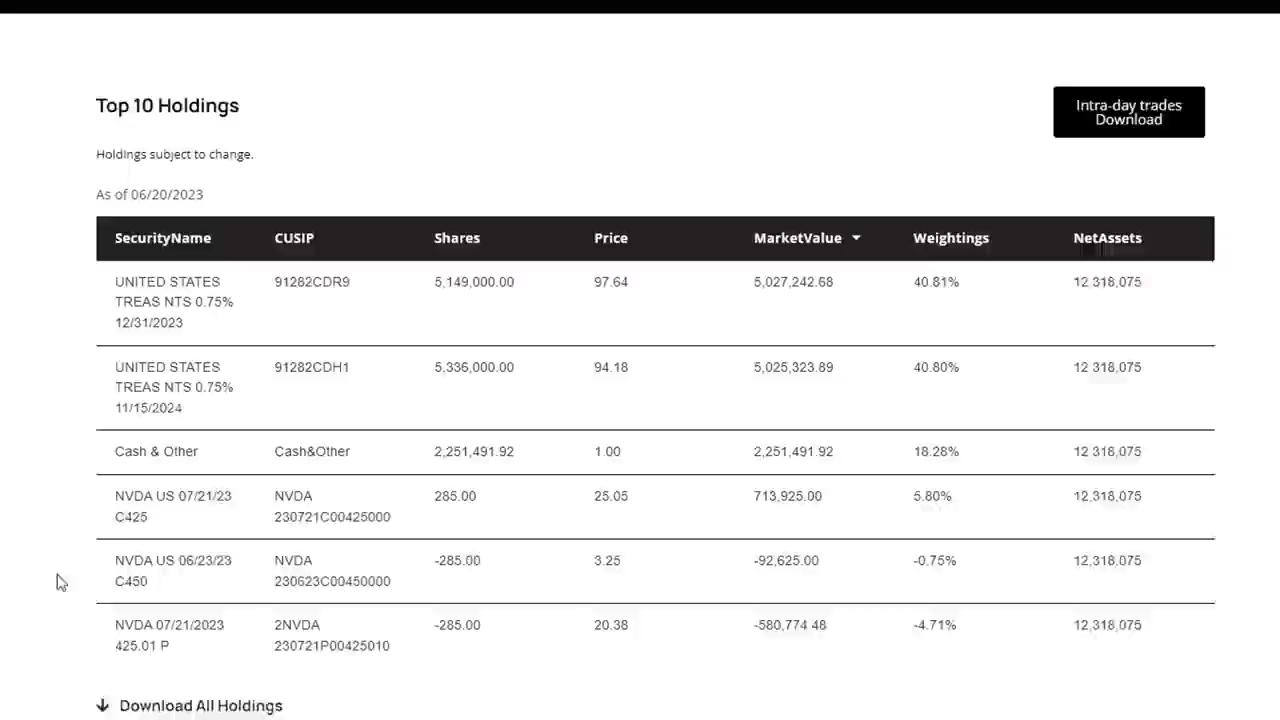 Top 10 Holdings
Intra-day trades
Download
Holdings subject to change.
As of 06/20/2023
SecurityName CUSIP Shares Price MarketValue Weightings NetAssets
UNITED STATES 91282CDR9 5,149,000.00 97.64 5,027,242.68 40.81% 12 318,075
TREAS NTS 0.75%
12/31/2023
UNITED STATES 91282CDH1 5,336,000.00 94.18 5,025,323.89 40.80% 12 318,075
TREAS NTS 0.75%
11/15/2024
Cash & Other Cash&Other 2,251,491.92 1.00 2,251,491.92 18.28% 12 318,075
NVDA US 07/21/23 NVDA 285.00 25.05 713,925.00 5.80% 12,318,075
C425 230721C00425000
NVDA US 06/23/23 NVDA -285.00 3.25 -92,625.00 -0.75% 12,318,075
C450 230623C00450000
NVDA 07/21/2023 2NVDA -285.00 20.38 -580,774 48 -4.71% 12,318,075
425.01 P 230721P00425010
Download All Holdings